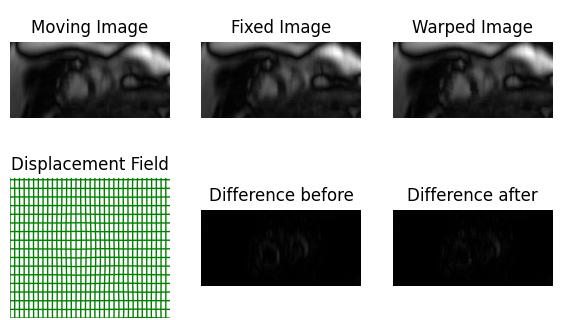 Moving Image
Fixed Image
Warped Image
Displacement Field
Difference before
Difference after